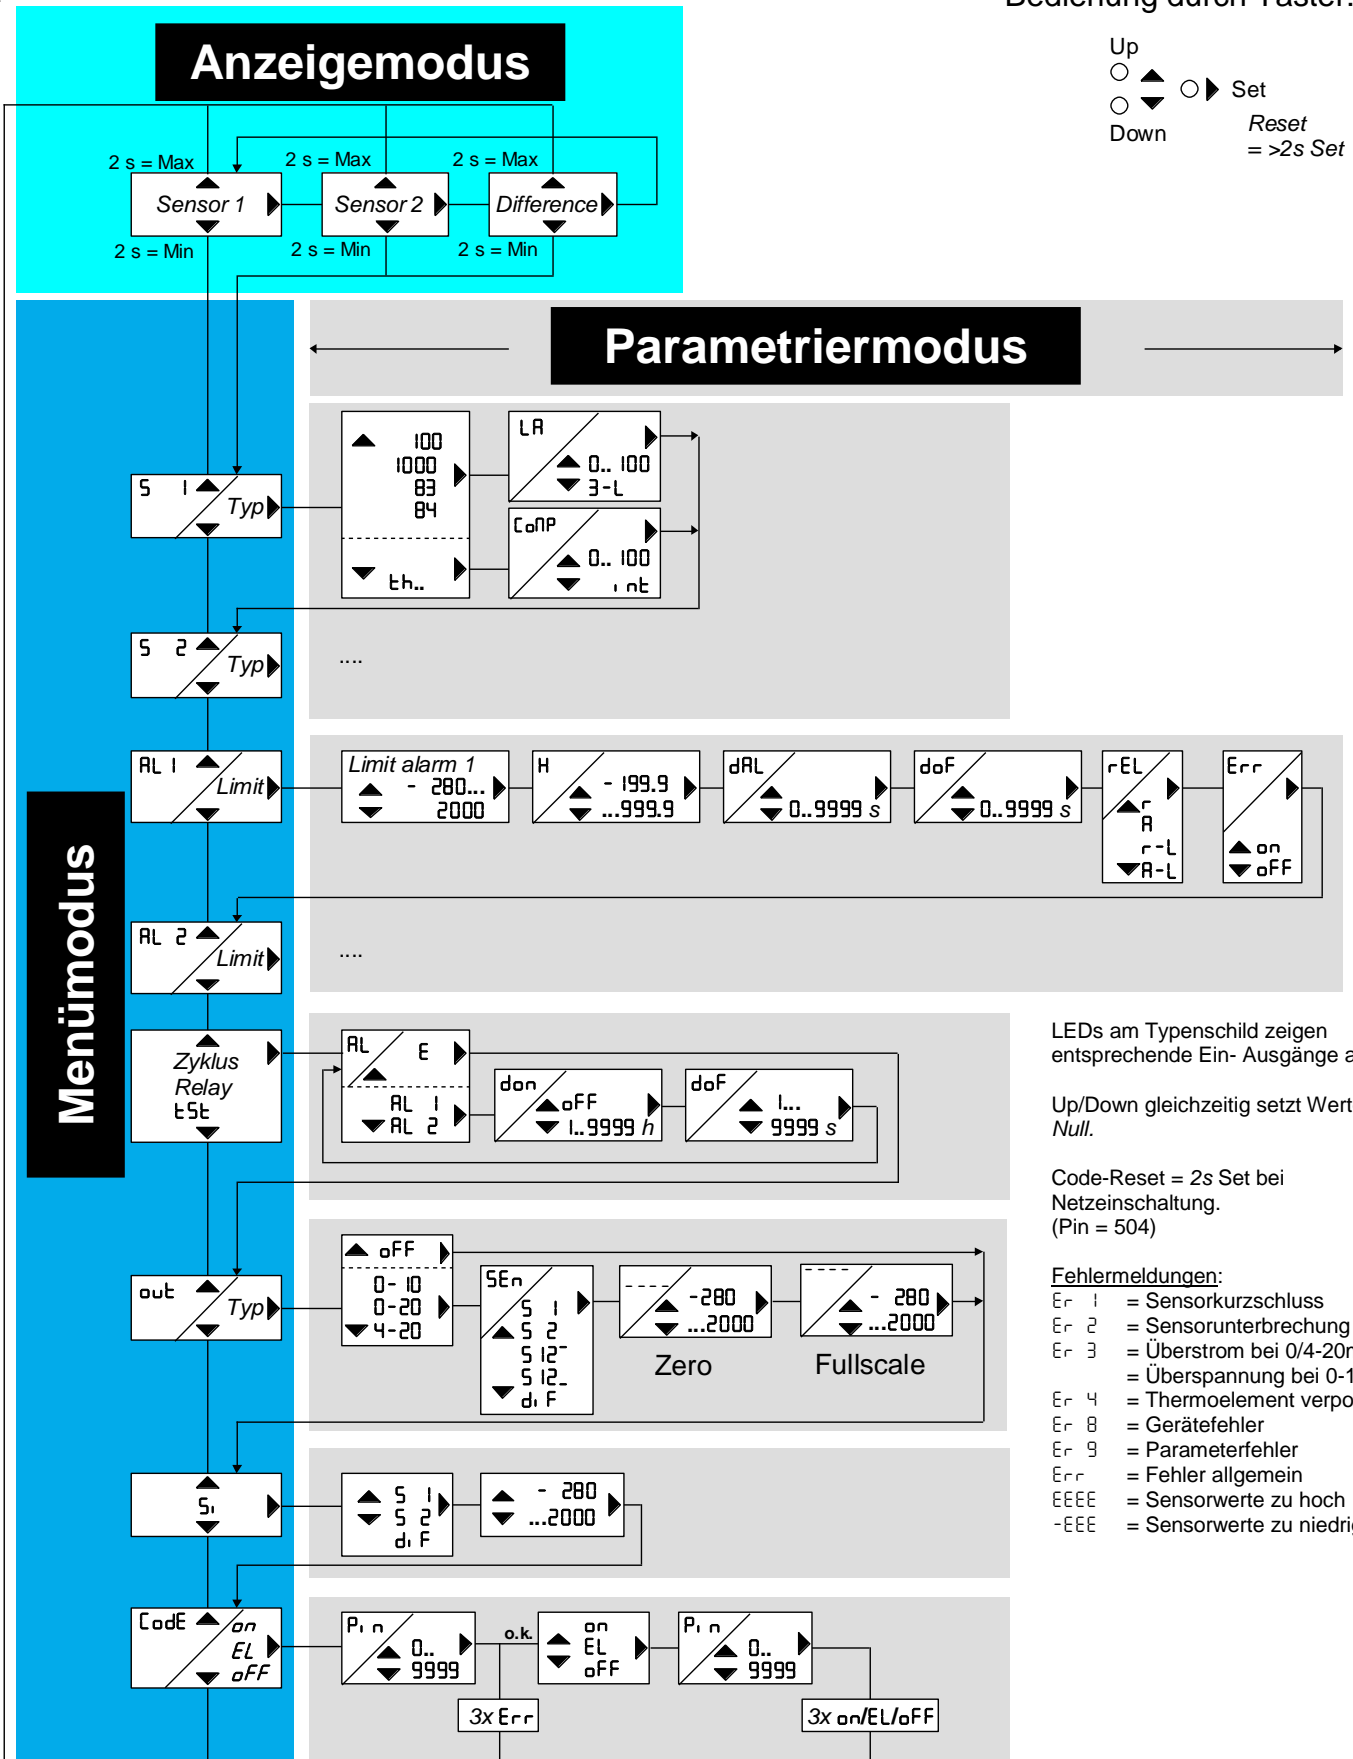 Bedienung durch Taster:
Anzeigemodus
Up
Set
Down
Reset
= >2s Set
2 s = Max
2 s = Max
2 s = Max
Sensor 1
Sensor 2
Difference
2 s = Min
2 s = Min
2 s = Min
Parametriermodus
Menümodus
S 1
Typ
100
1000
83
84
th..
LA
0.. 100
3-L
CoMP
0.. 100
int
S 2
Typ
....
AL 1
Limit
Limit alarm 1
- 280...
2000
H
- 199.9
...999.9
dAL
0..9999 s
doF
0..9999 s
rEL
r
A
r-L
A-L
Err
on
oFF
AL 2
Limit
....
Zyklus
Relay
tSt
AL
E
AL 1
AL 2
don
oFF
1..9999 h
doF
1...
9999 s
LEDs am Typenschild zeigen
entsprechende Ein- Ausgänge
Up/Down gleichzeitig setzt Wert
Null.
Code-Reset = 2s Set bei
Netzeinschaltung.
(Pin = 504)
out
Typ
oFF
0-10
0-20
4-20
SEn
S 1
S 2
S12¯
S12_
diF
----
-280
...2000
Zero
----
- 280
...2000
Fullscale
Fehlermeldungen:
Er 1 = Sensorkurzschluss
Er 2 = Sensorunterbrechung
Er 3 = Überstrom bei 0/4-20
= Überspannung bei 0-1
Er 4 = Thermoelement verpo
Er 8 = Gerätefehler
Er 9 = Parameterfehler
Err = Fehler allgemein
EEEE = Sensorwerte zu hoch
-EEE = Sensorwerte zu niedrig
Si
S 1
S 2
diF
- 280
...2000
CodE
on
EL
oFF
Pin
0..
9999
o.k.
on
EL
oFF
Pin
0..
9999
3x Err
3x on/EL/oFF